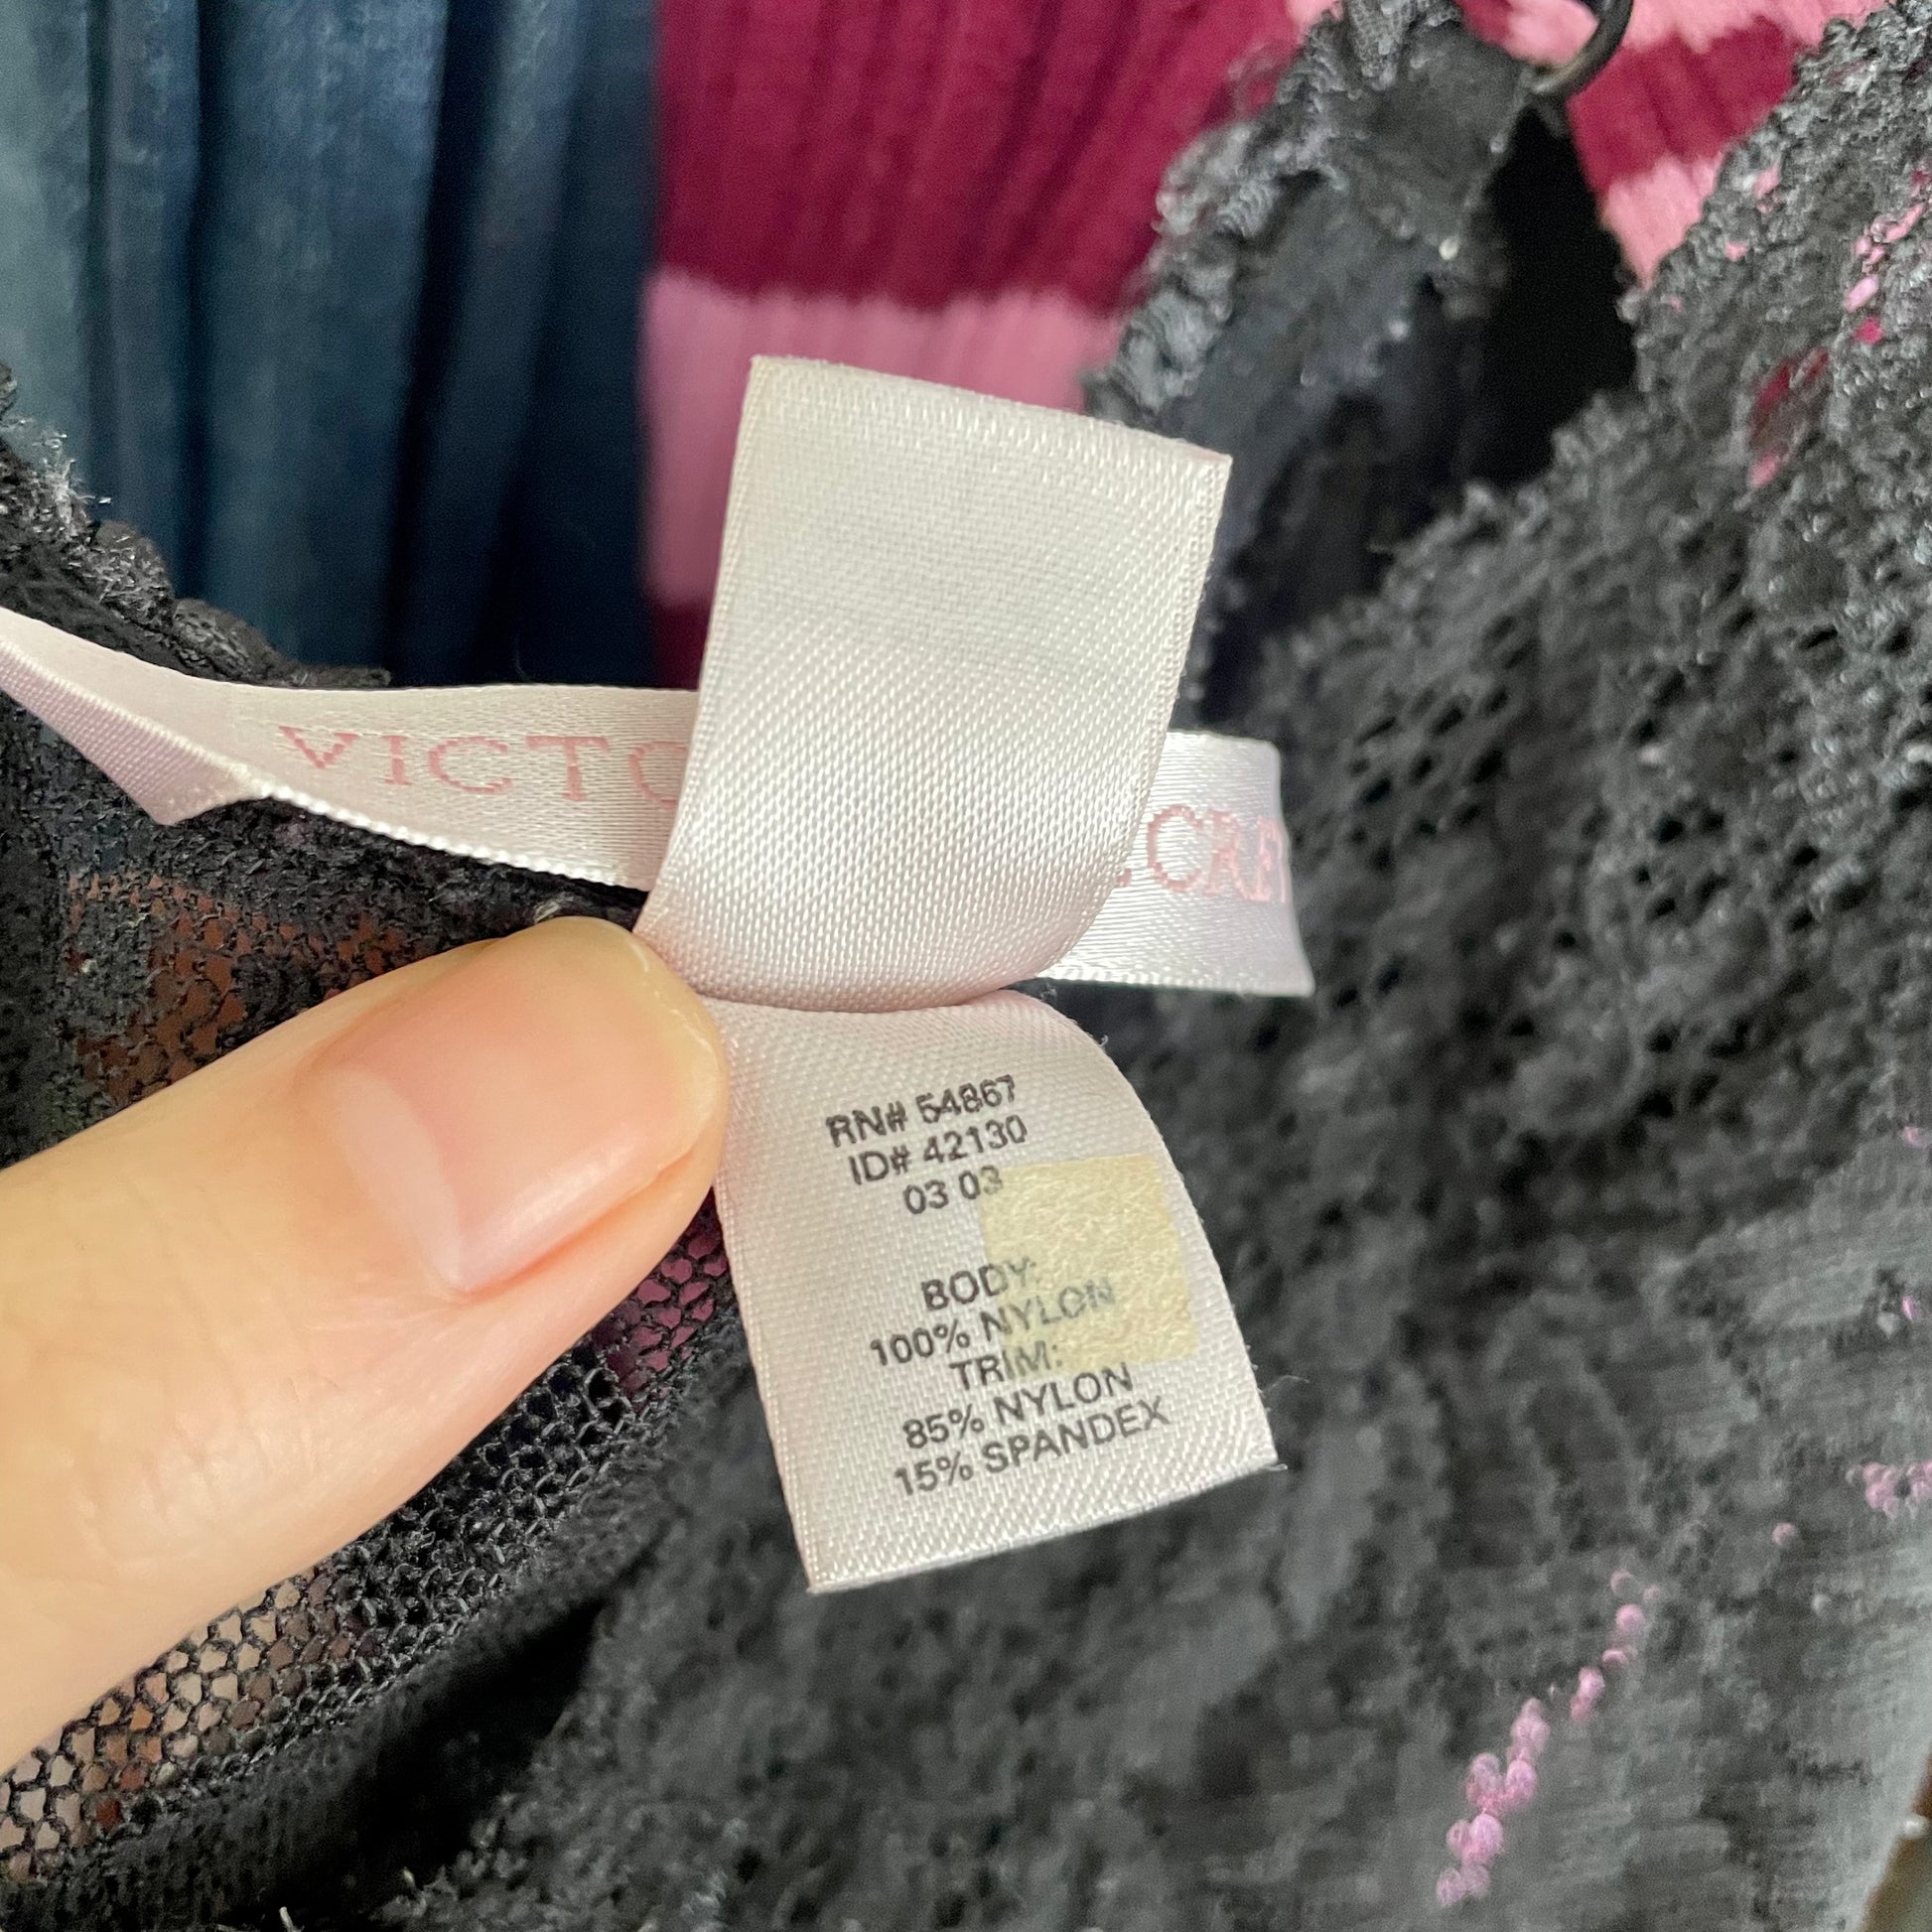 VICTO
CRET
RN# 54867
ID# 42130
03 03
BODY:
100% NYLON
TRIM:
85% NYLON
15% SPANDEX